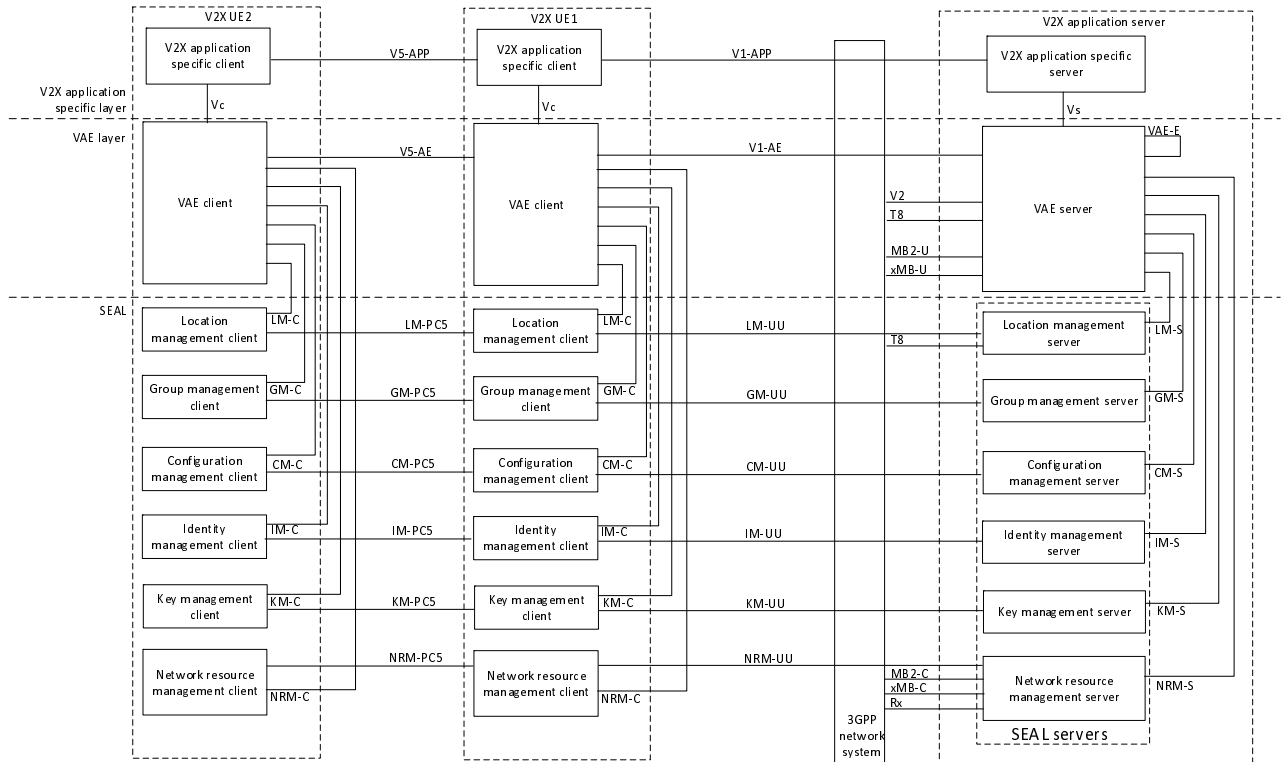 V2X UE2
V2X UE1
V2X application server
V2X application
specific client
V5-APP
V2X application
specific client
V1-APP
V2X application specific
server
V2X application
specific layer
Vc
Vc
Vs
VAE layer
VAE-E
V5-AE
V1-AE
VAE client
VAE client
VAE server
V2
T8
MB2-U
xMB-U
SEAL
Location
management client
LM-C
LM-PC5
Location
management client
LM-C
LM-UU
T8
Location management
server
LM-S
Group management
client
GM-C
GM-PC5
Group management
client
GM-C
GM-UU
Group management server
GM-S
Configuration
management client
CM-C
CM-PC5
Configuration
management client
CM-C
CM-UU
Configuration
management server
CM-S
Identity
management client
IM-C
IM-PC5
Identity
management client
IM-C
IM-UU
Identity management
server
IM-S
Key management
client
KM-C
KM-PC5
Key management
client
KM-C
KM-UU
Key management server
KM-S
Network resource
management client
NRM-C
NRM-PC5
Network resource
management client
NRM-C
NRM-UU
MB2-C
xMB-C
Rx
Network resource
management server
NRM-S
3GPP
network
system
SEAL servers